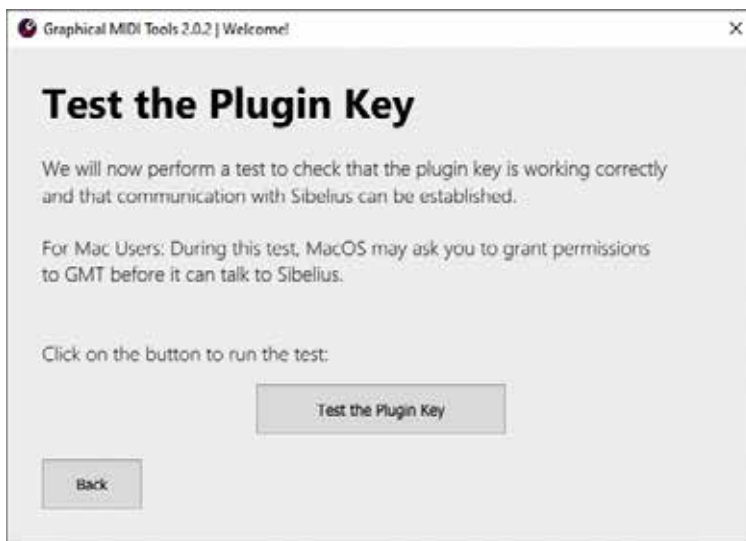 Graphical MIDI Tools 2.0.2 | Welcome!
Test the Plugin Key
We will now perform a test to check that the plugin key is working correctly
and that communication with Sibelius can be established.
For Mac Users: During this test, MacOS may ask you to grant permissions
to GMT before it can talk to Sibelius.
Click on the button to run the test:
Test the Plugin Key
Back